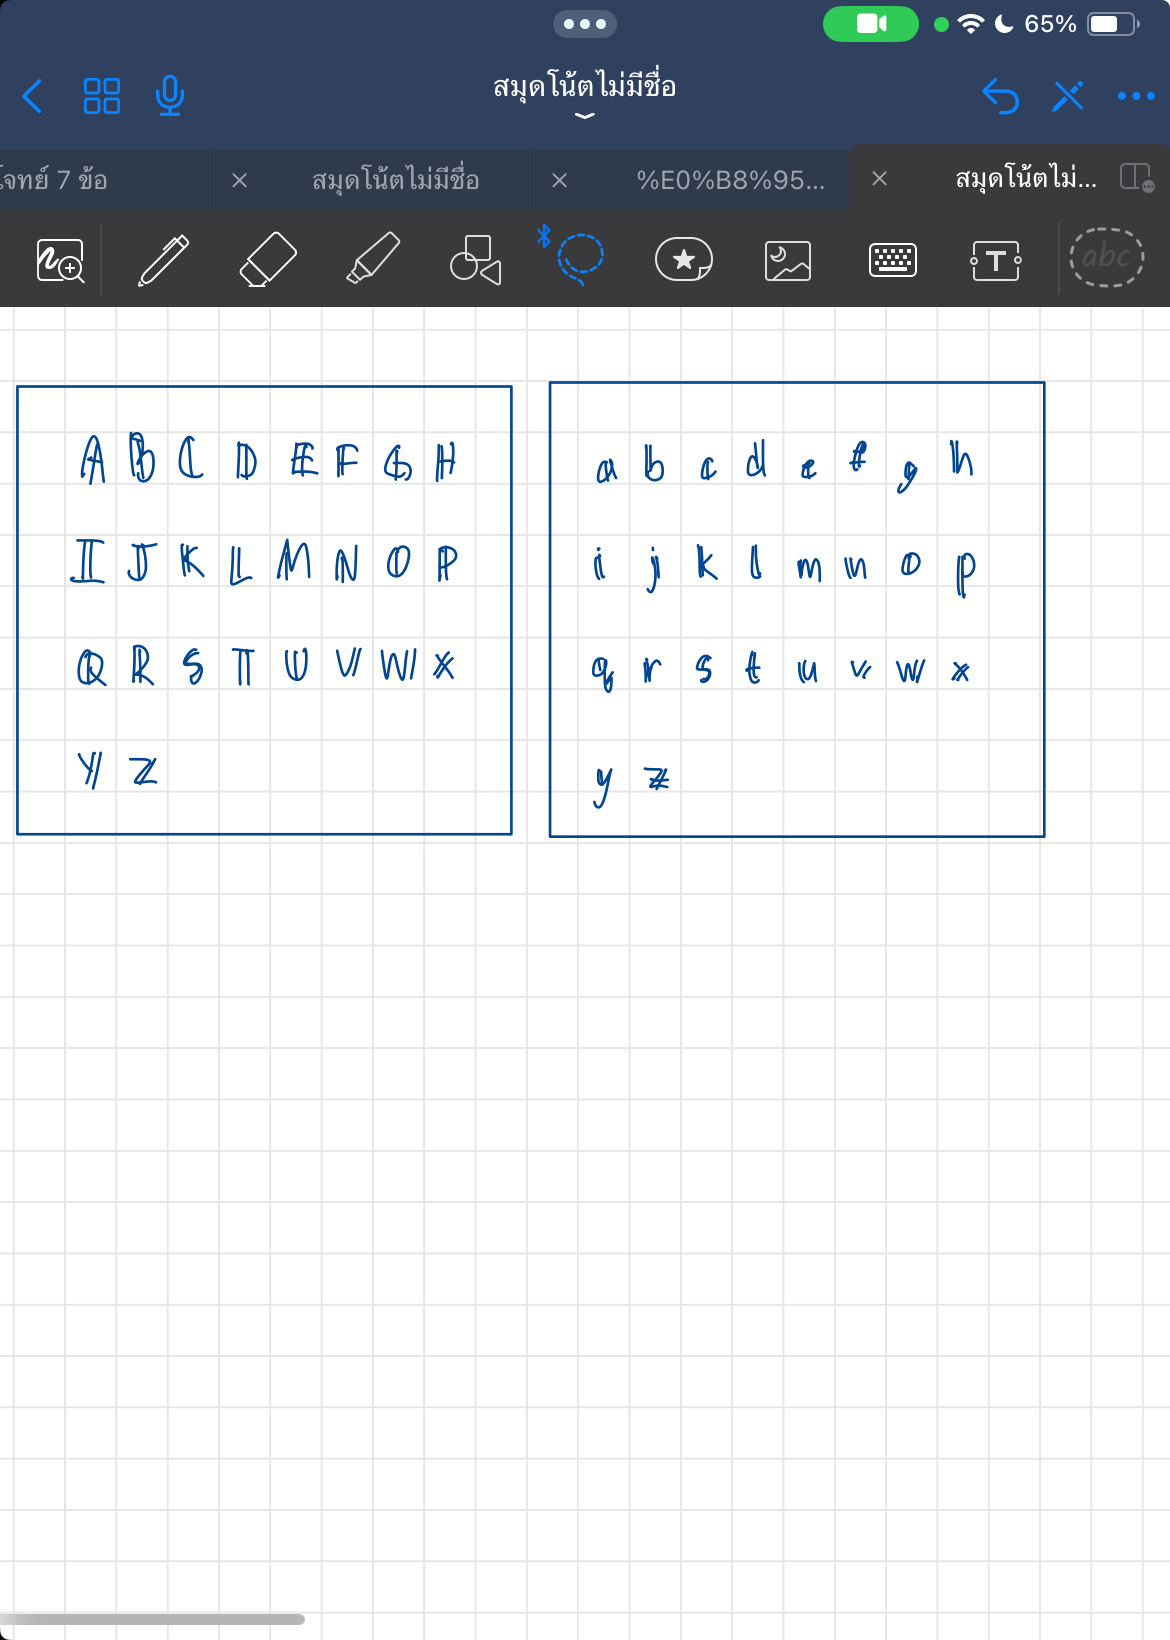 65%
สมุดโน้ตไม่มีชื่อ
โจทย์ 7 ข้อ
สมุดโน้ตไม่มีชื่อ
%E0%B8%95...
สมุดโน้ตไม่...
T
abc
A B C D E F G H
I J K L M N O P
Q R S T U V W X
Y Z
a b c d e f g h
i j k l m n o p
q r s t u v w x
y z